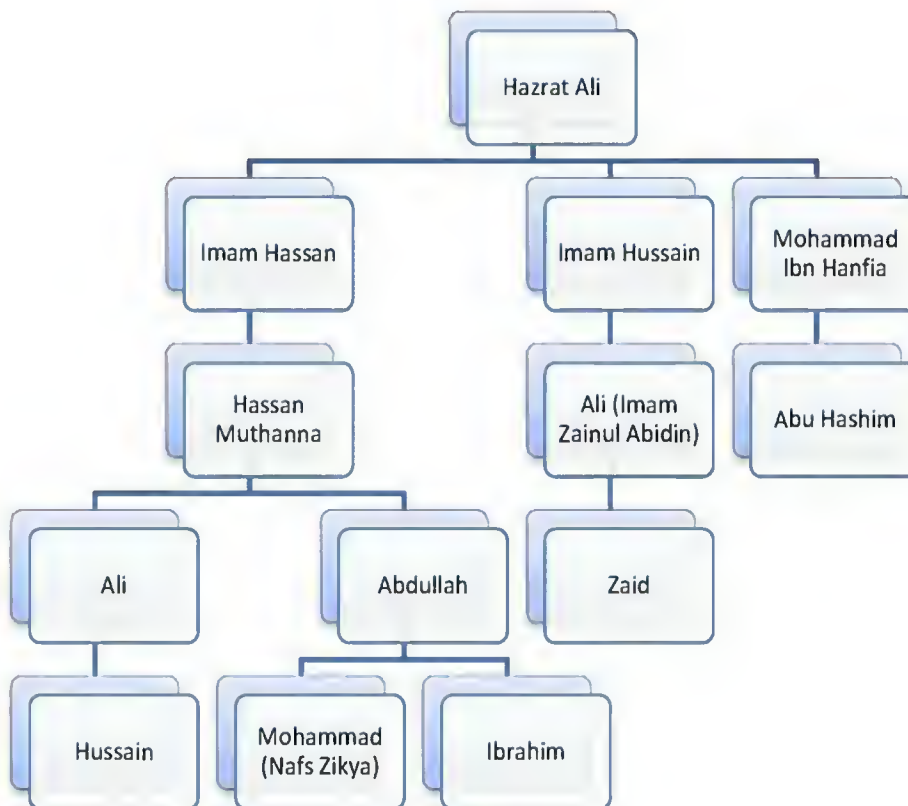 Hazrat Ali
Imam Hassan
Imam Hussain
Mohammad
Ibn Hanfia
Hassan
Muthanna
Ali (Imam
Zainul Abidin)
Abu Hashim
Ali
Abdullah
Zaid
Hussain
Mohammad
(Nafs Zikya)
Ibrahim